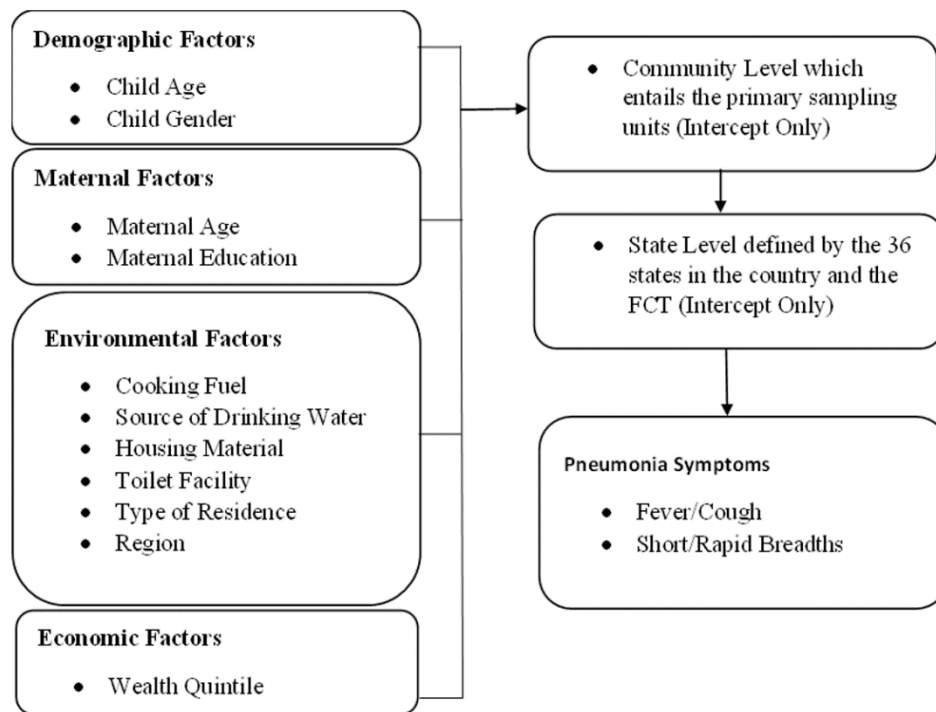 Demographic Factors
• Child Age
• Child Gender
Maternal Factors
• Maternal Age
• Maternal Education
Environmental Factors
• Cooking Fuel
• Source of Drinking Water
• Housing Material
• Toilet Facility
• Type of Residence
• Region
Economic Factors
• Wealth Quintile
• Community Level which
entails the primary sampling
units (Intercept Only)
• State Level defined by the 36
states in the country and the
FCT (Intercept Only)
Pneumonia Symptoms
• Fever/Cough
• Short/Rapid Breadths